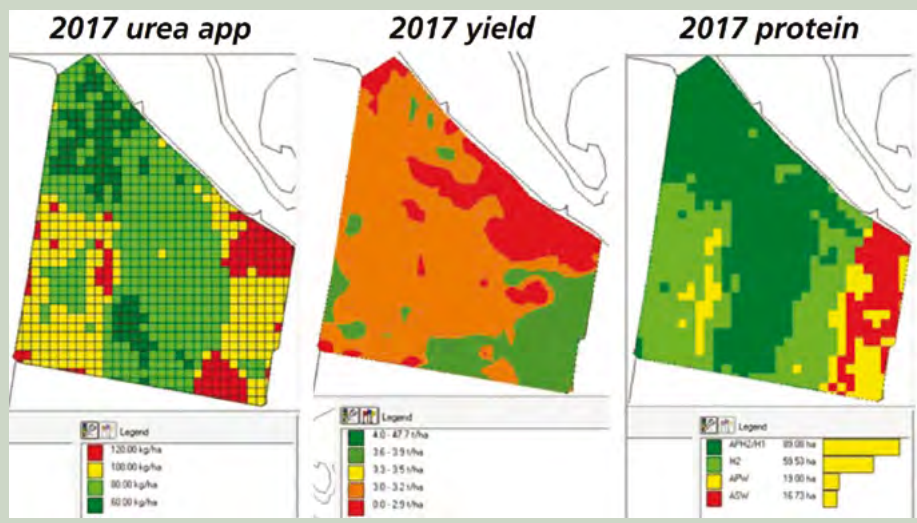 2017 urea app
2017 yield
2017 protein
Legend
120.00 kg/ha
100.00 kg/ha
80.00 kg/ha
60.00 kg/ha
Legend
4.0 - 47.7 t/ha
3.6 - 3.9 t/ha
3.3 - 3.5 t/ha
3.0 - 3.2 t/ha
0.0 - 2.9 t/ha
Legend
APH2/H1 89.08 ha
H2 59.53 ha
APW 19.00 ha
ASW 16.73 ha